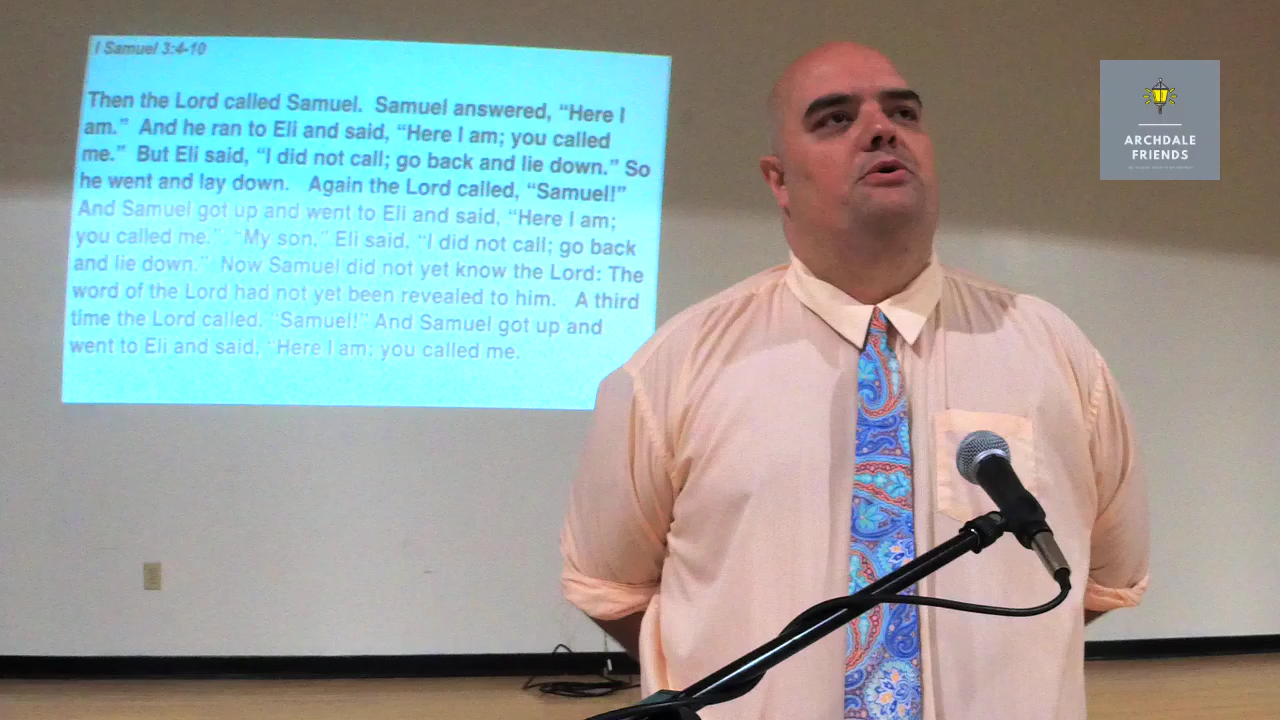 I Samuel 3:4-10
Then the Lord called Samuel.  Samuel answered, “Here I
am.”  And he ran to Eli and said, “Here I am; you called
me.”  But Eli said, “I did not call; go back and lie down.” So
he went and lay down.   Again the Lord called, “Samuel!”
And Samuel got up and went to Eli and said, “Here I am;
you called me.”  “My son,” Eli said, “I did not call; go back
and lie down.”  Now Samuel did not yet know the Lord: The
word of the Lord had not yet been revealed to him.   A third
time the Lord called, “Samuel!” And Samuel got up and
went to Eli and said, “Here I am; you called me.
ARCHDALE
FRIENDS